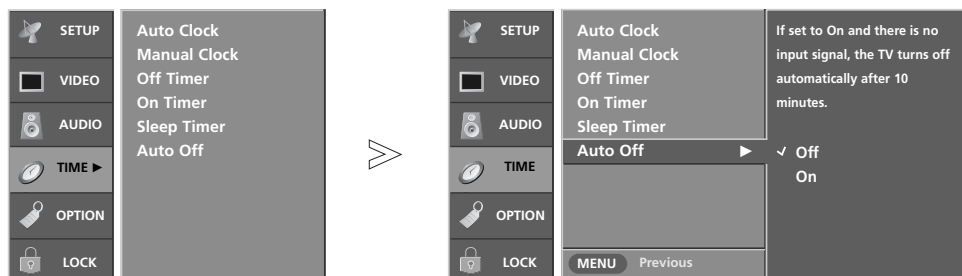 SETUP
VIDEO
AUDIO
TIME ►
OPTION
LOCK
Auto Clock
Manual Clock
Off Timer
On Timer
Sleep Timer
Auto Off
SETUP
VIDEO
AUDIO
TIME
OPTION
LOCK
Auto Clock
Manual Clock
Off Timer
On Timer
Sleep Timer
Auto Off ►
MENU Previous
If set to On and there is no
input signal, the TV turns off
automatically after 10
minutes.
✓ Off
On